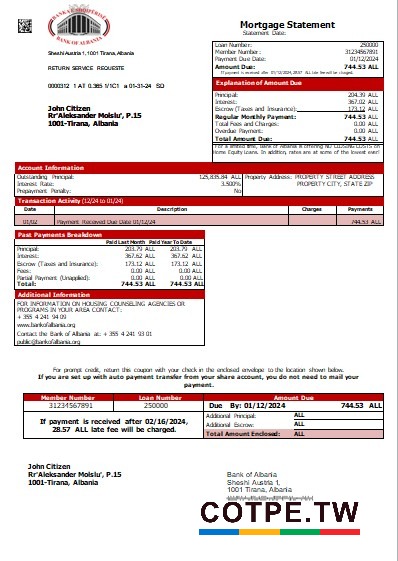 BANKA E SHQIPERISE
BANK OF ALBANIA
Sheshi Austria 1, 1001 Tirana, Albania
RETURN SERVICE REQUESTE
0000312 1 AT 0.365 1/1C1 a 01-31-24 SQ
John Citizen
Rr'Aleksander Moisiu', P.15
1001-Tirana, Albania
Mortgage Statement
Statement Date:
Loan Number: 250000
Member Number: 31234567891
Payment Due Date: 01/12/2024
Amount Due: 744.53 ALL
If payment is received after 02/16/2024, 28.57 ALL late fee will be charged.
Explanation of Amount Due
Principal: 204.39 ALL
Interest: 367.02 ALL
Escrow (Taxes and Insurance): 173.12 ALL
Regular Monthly Payment: 744.53 ALL
Total Fees and Charges: 0.00 ALL
Overdue Payment: 0.00 ALL
Total Amount Due: 744.53 ALL
For a limited time, Bank of Albania is offering NO CLOSING COSTS on
Home Equity Loans. In addition, rates are at some of the lowest ever!
Account Information
Outstanding Principal: 125,835.84 ALL
Interest Rate: 3.500%
Prepayment Penalty: No
Property Address: PROPERTY STREET ADDRESS
PROPERTY CITY, STATE ZIP
Transaction Activity (12/24 to 01/24)
Date Description Charges Payments
01/02 Payment Received Due Date 01/12/24 744.53 ALL
Past Payments Breakdown
Paid Last Month Paid Year To Date
Principal: 203.79 ALL 203.79 ALL
Interest: 367.62 ALL 367.62 ALL
Escrow (Taxes and Insurance): 173.12 ALL 173.12 ALL
Fees: 0.00 ALL 0.00 ALL
Partial Payment (Unapplied): 0.00 ALL 0.00 ALL
Total: 744.53 ALL 744.53 ALL
Additional Information
FOR INFORMATION ON HOUSING COUNSELING AGENCIES OR
PROGRAMS IN YOUR AREA CONTACT:
+ 355 4 241 94 09
www.bankofalbania.org
Contact the Bank of Albania at: + 355 4 241 93 01
public@bankofalbania.org
For prompt credit, return this coupon with your check in the enclosed envelope to the location shown below.
If you are set up with auto payment transfer from your share account, you do not need to mail your
payment.
Member Number Loan Number Amount Due
31234567891 250000 Due By: 01/12/2024 744.53 ALL
If payment is received after 02/16/2024,
28.57 ALL late fee will be charged.
Additional Principal: ALL
Additional Escrow: ALL
Total Amount Enclosed: ALL
John Citizen
Rr'Aleksander Moisiu', P.15
1001-Tirana, Albania
Bank of Albania
Sheshi Austria 1,
1001 Tirana, Albania
COTPE.TW